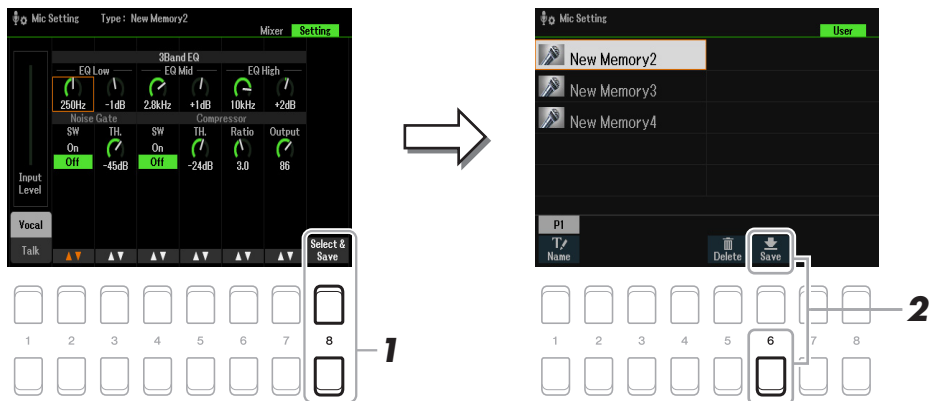 Mic Setting Type : New Memory2
Mixer Setting
3Band EQ
EQ Low EQ Mid EQ High
250Hz -1dB 2.8kHz +1dB 10kHz +2dB
Noise Gate Compressor
SW TH. SW TH. Ratio Output
On On
Off -45dB Off -24dB 3.0 86
Input
Level
Vocal
Talk
Select &
Save
1 2 3 4 5 6 7 8
1
Mic Setting
User
New Memory2
New Memory3
New Memory4
P1
Name Delete Save
1 2 3 4 5 6 7 8
2